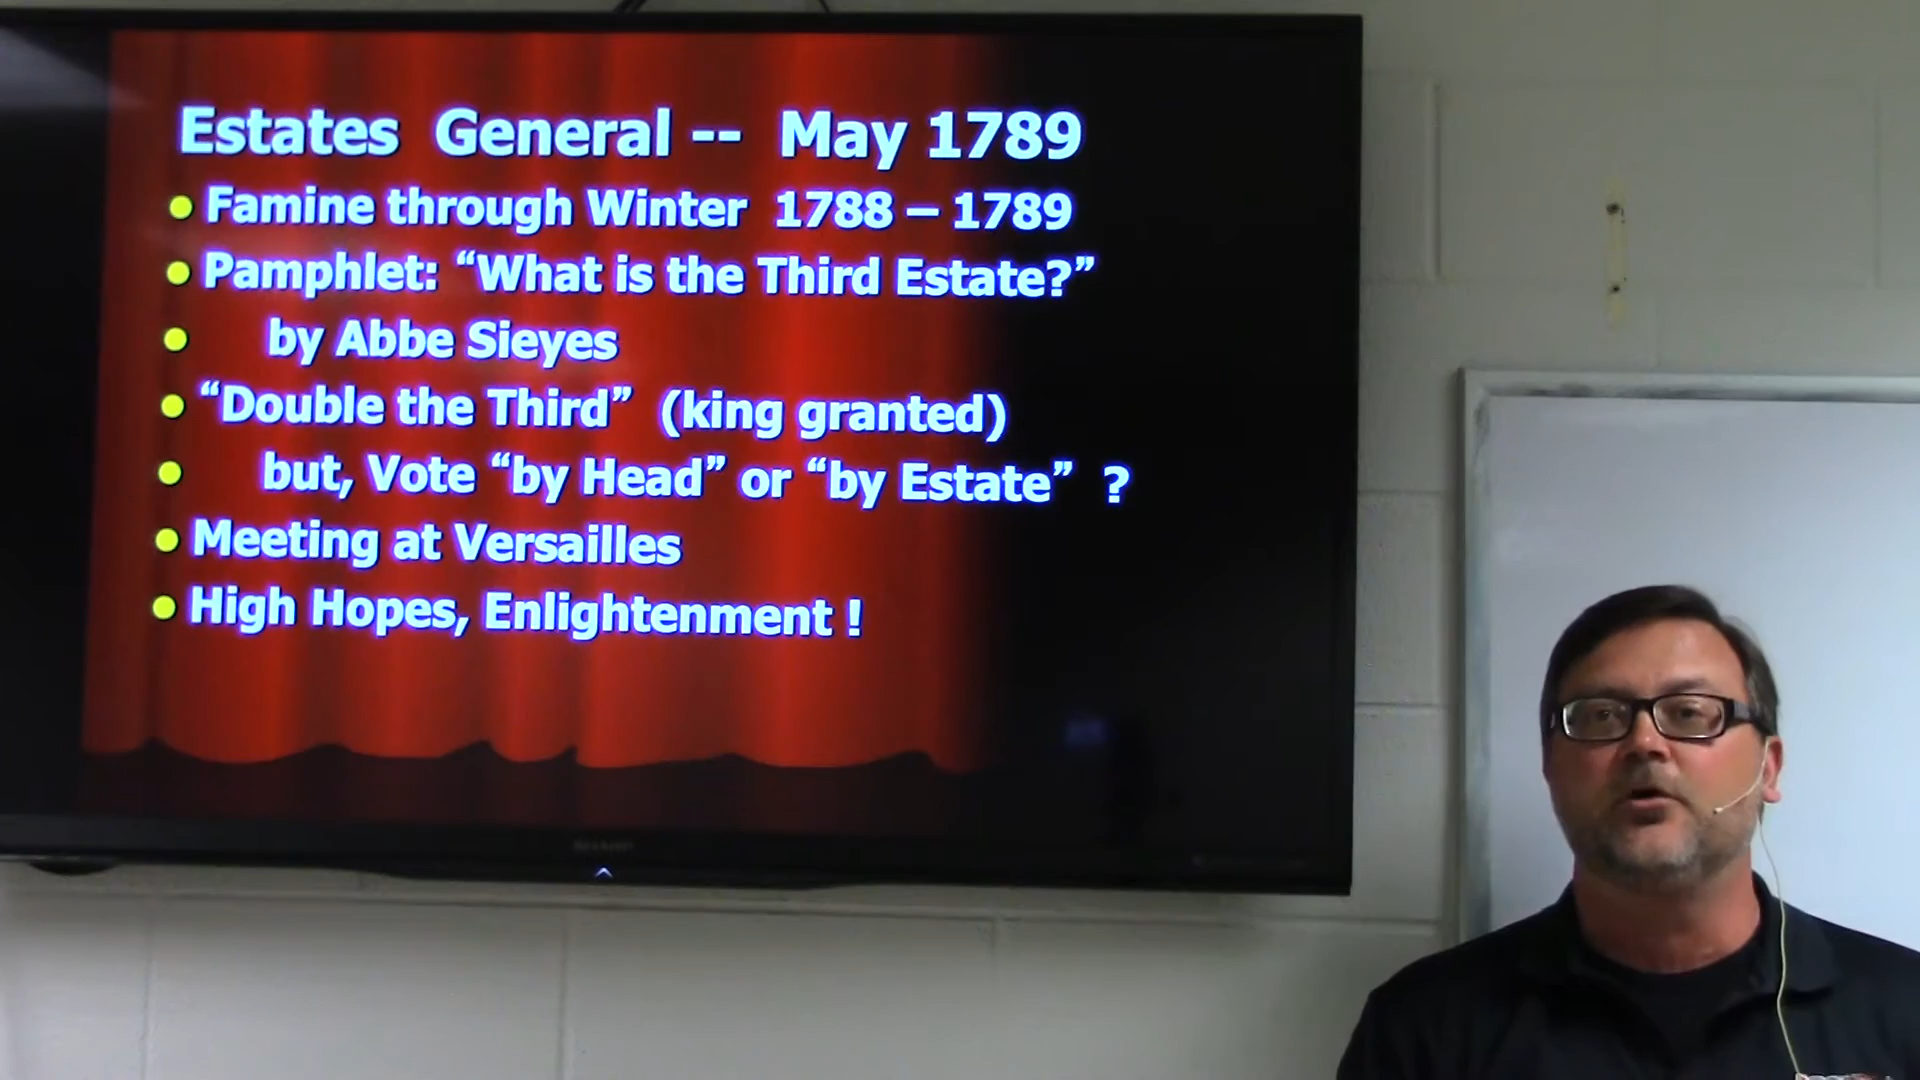 Estates General -- May 1789
Famine through Winter 1788 – 1789
Pamphlet: “What is the Third Estate?”
by Abbe Sieyes
“Double the Third” (king granted)
but, Vote “by Head” or “by Estate” ?
Meeting at Versailles
High Hopes, Enlightenment !
SHARP